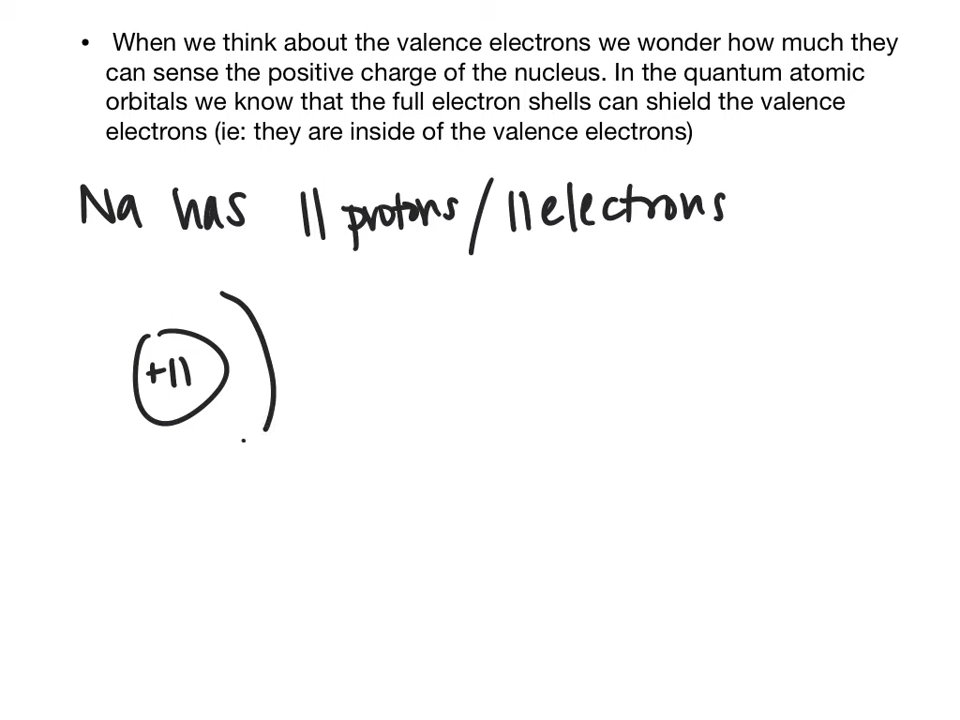 • When we think about the valence electrons we wonder how much they
can sense the positive charge of the nucleus. In the quantum atomic
orbitals we know that the full electron shells can shield the valence
electrons (ie: they are inside of the valence electrons)
Na has 11 protons / 11 electrons
+11